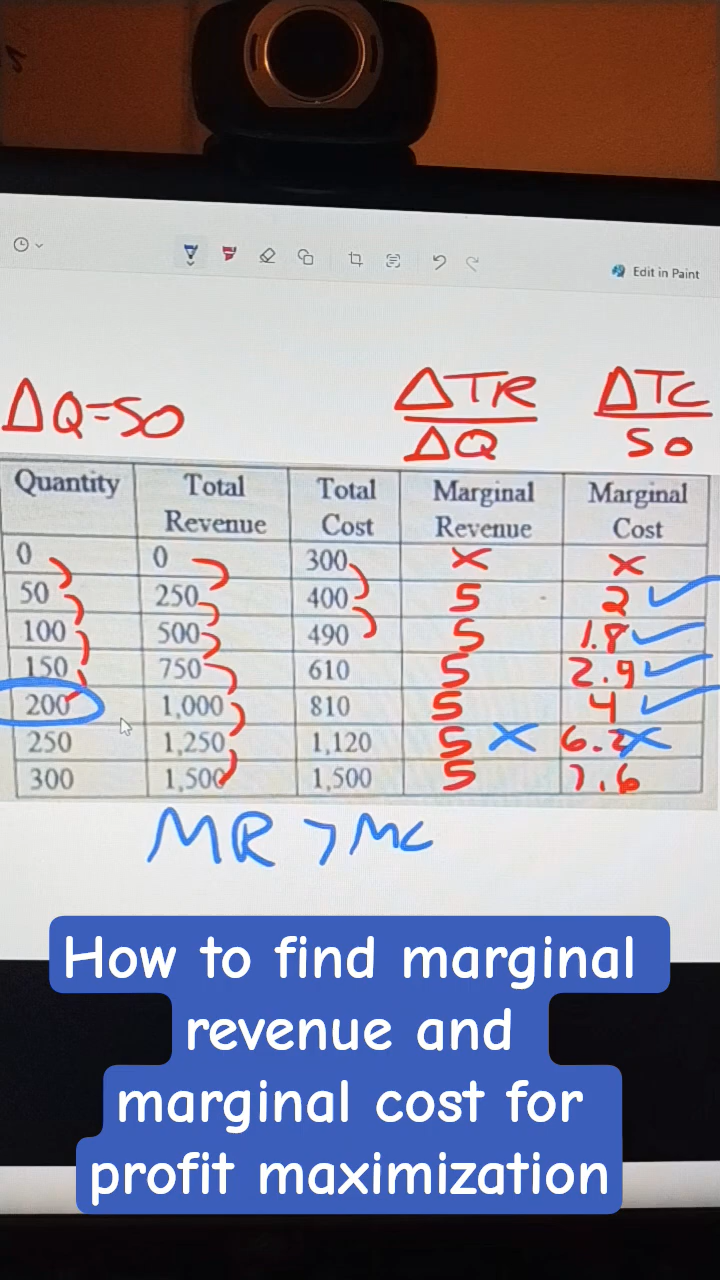 Edit in Paint
ΔQ=50
ΔTR ΔTC
ΔQ 50
Quantity Total Revenue Total Cost Marginal Revenue Marginal Cost
0 0 300 x x
50 250 400 5 2 ✓
100 500 490 5 1.8 ✓
150 750 610 5 2.9 ✓
200 1,000 810 5 4 ✓
250 1,250 1,120 5 X 6.2 X
300 1,500 1,500 5 7.6
MR > MC
How to find marginal
revenue and
marginal cost for
profit maximization